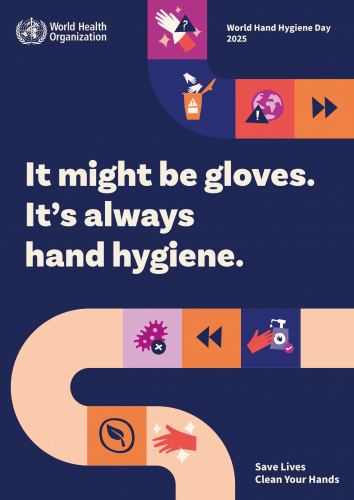 World Health
Organization
World Hand Hygiene Day
2025
?
!
It might be gloves.
It’s always
hand hygiene.
Save Lives
Clean Your Hands